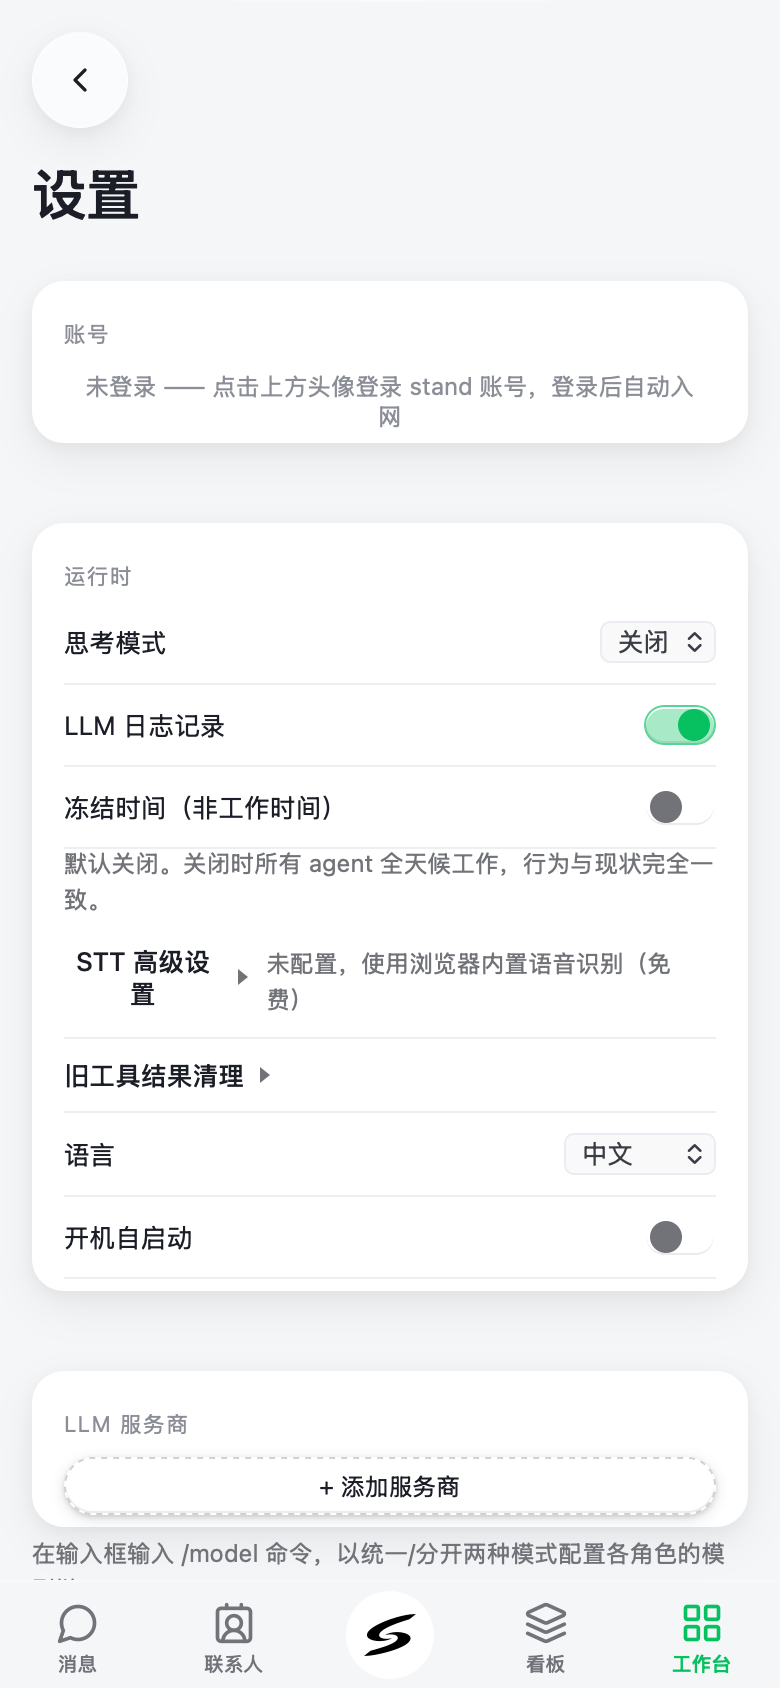 设置
账号
未登录 —— 点击上方头像登录 stand 账号，登录后自动入
网
运行时
思考模式
关闭
LLM 日志记录
冻结时间（非工作时间）
默认关闭。关闭时所有 agent 全天候工作，行为与现状完全一
致。
STT 高级设
置
未配置，使用浏览器内置语音识别（免
费）
旧工具结果清理
语言
中文
开机自启动
LLM 服务商
+ 添加服务商
在输入框输入 /model 命令，以统一/分开两种模式配置各角色的模
消息
联系人
看板
工作台